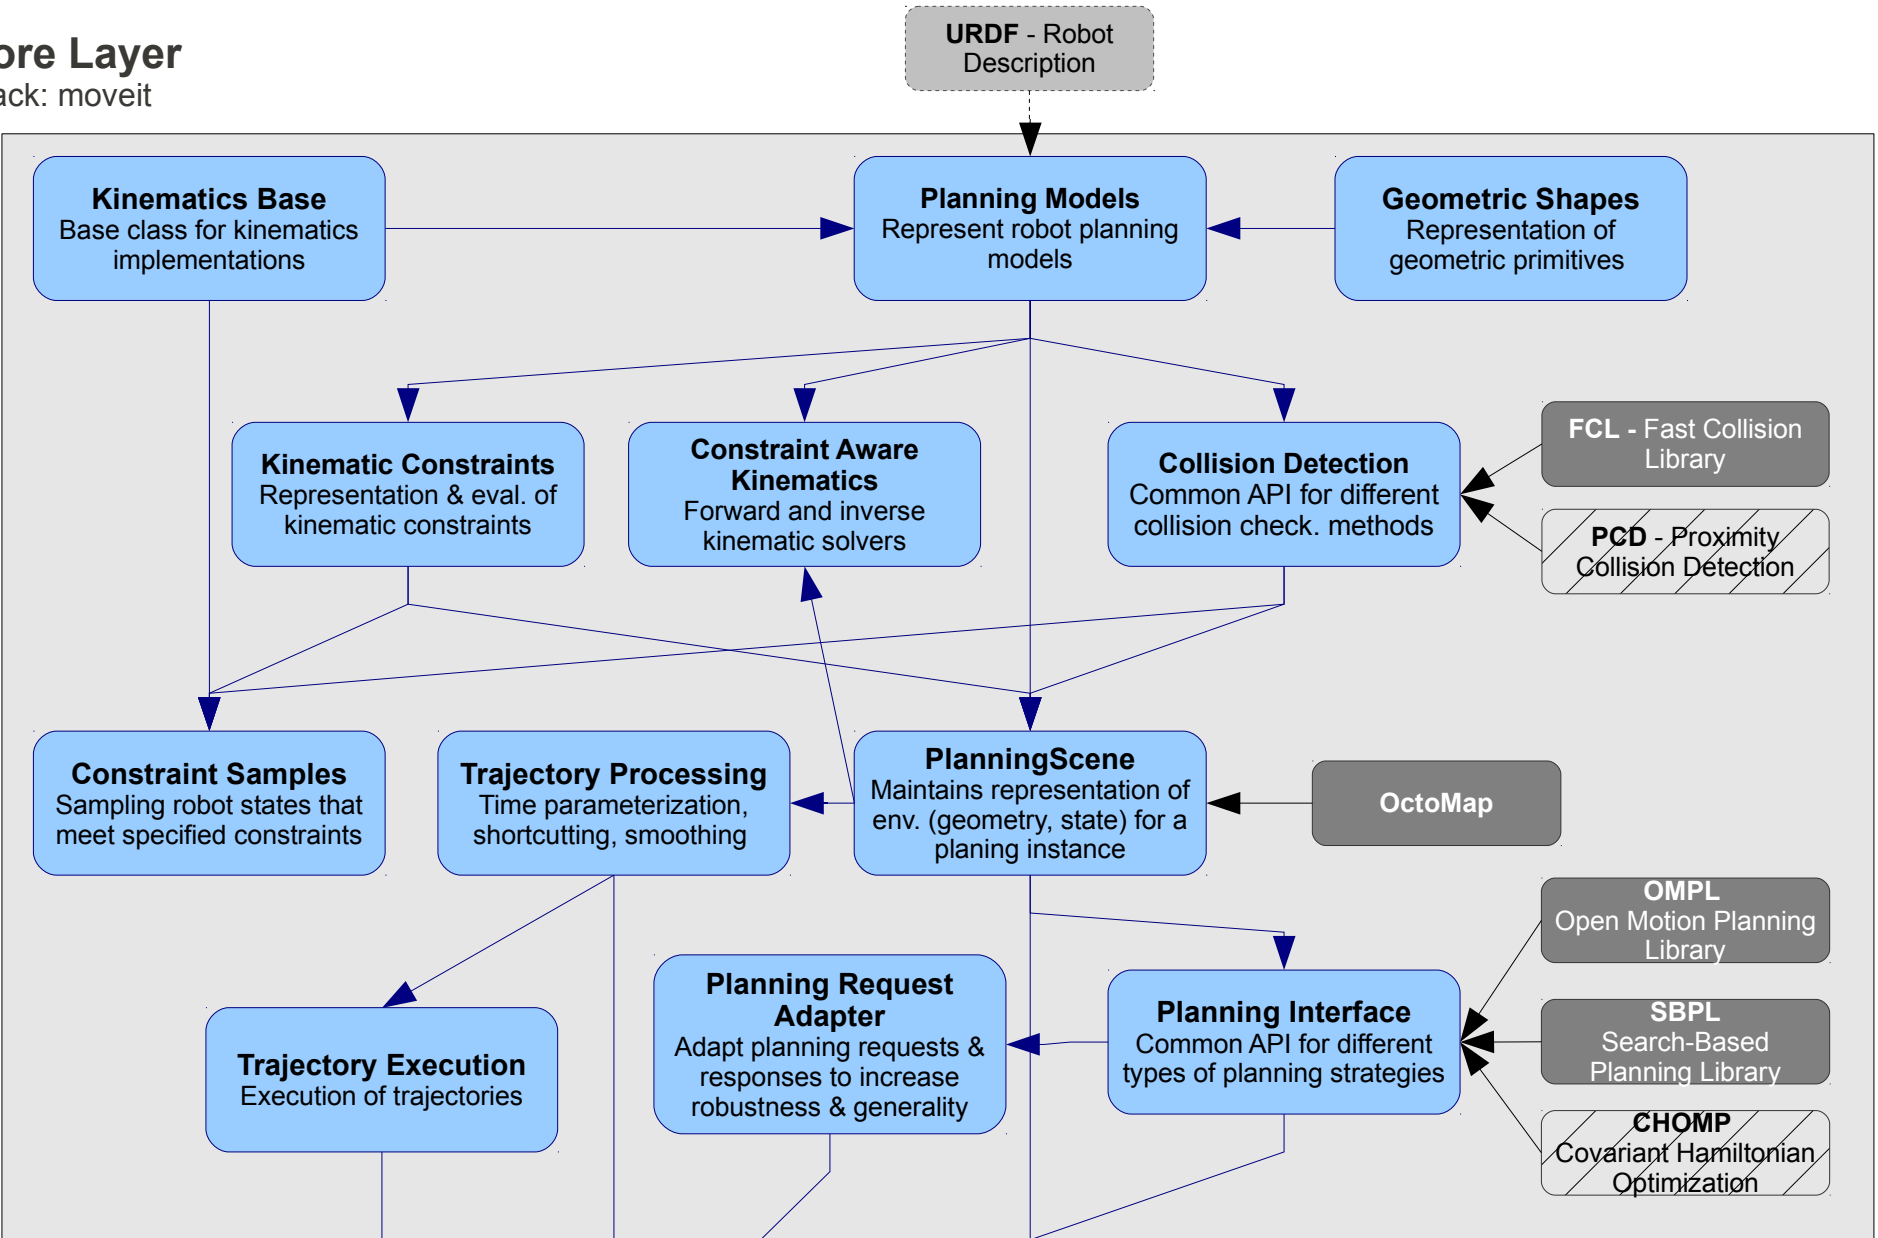 ore Layer
ack: moveit
URDF - Robot
Description
Kinematics Base
Base class for kinematics
implementations
Planning Models
Represent robot planning
models
Geometric Shapes
Representation of
geometric primitives
Kinematic Constraints
Representation & eval. of
kinematic constraints
Constraint Aware
Kinematics
Forward and inverse
kinematic solvers
Collision Detection
Common API for different
collision check. methods
FCL - Fast Collision
Library
PCD - Proximity
Collision Detection
Constraint Samples
Sampling robot states that
meet specified constraints
Trajectory Processing
Time parameterization,
shortcutting, smoothing
PlanningScene
Maintains representation of
env. (geometry, state) for a
planing instance
OctoMap
OMPL
Open Motion Planning
Library
Trajectory Execution
Execution of trajectories
Planning Request
Adapter
Adapt planning requests &
responses to increase
robustness & generality
Planning Interface
Common API for different
types of planning strategies
SBPL
Search-Based
Planning Library
CHOMP
Covariant Hamiltonian
Optimization